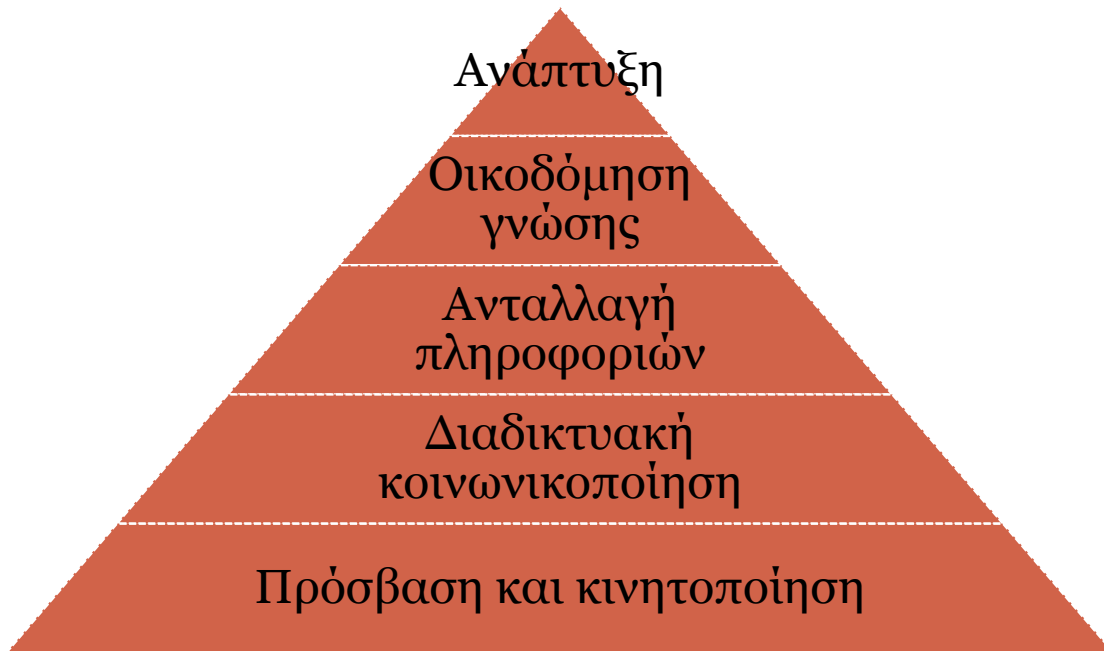 Ανάπτυξη
Οικοδόμηση
γνώσης
Ανταλλαγή
πληροφοριών
Διαδικτυακή
κοινωνικοποίηση
Πρόσβαση και κινητοποίηση